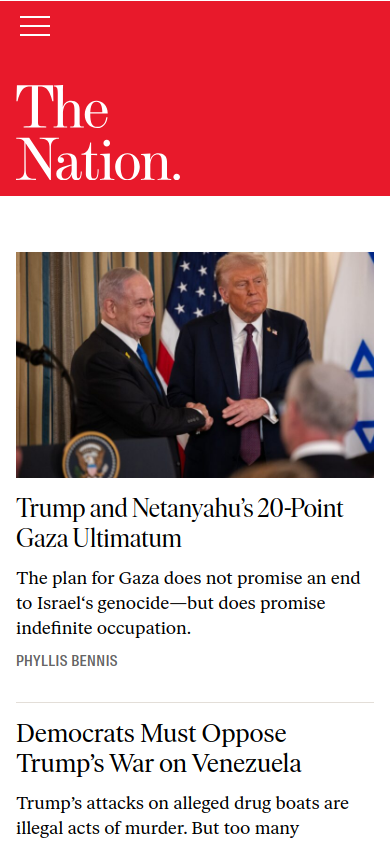 The
Nation.
Trump and Netanyahu’s 20-Point
Gaza Ultimatum
The plan for Gaza does not promise an end
to Israel‘s genocide—but does promise
indefinite occupation.
PHYLLIS BENNIS
Democrats Must Oppose
Trump’s War on Venezuela
Trump’s attacks on alleged drug boats are
illegal acts of murder. But too many